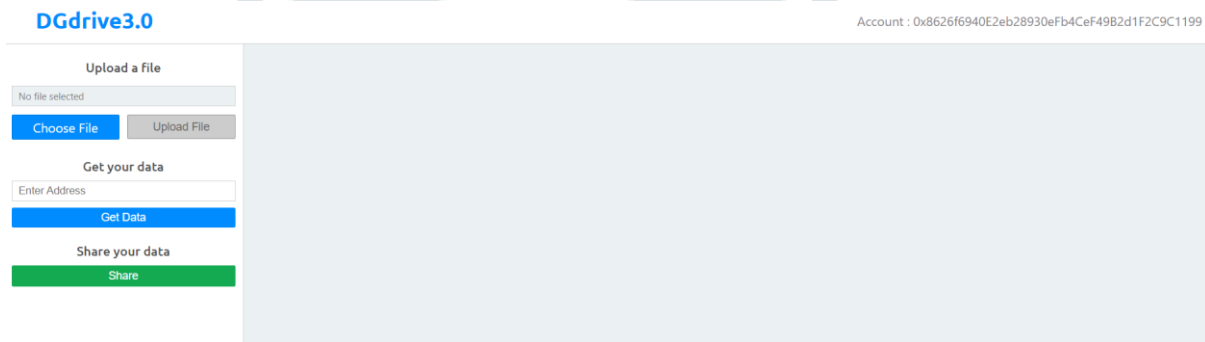 DGdrive3.0
Account : 0x8626f6940E2eb28930eFb4CeF49B2d1F2C9C1199
Upload a file
No file selected
Choose File
Upload File
Get your data
Enter Address
Get Data
Share your data
Share